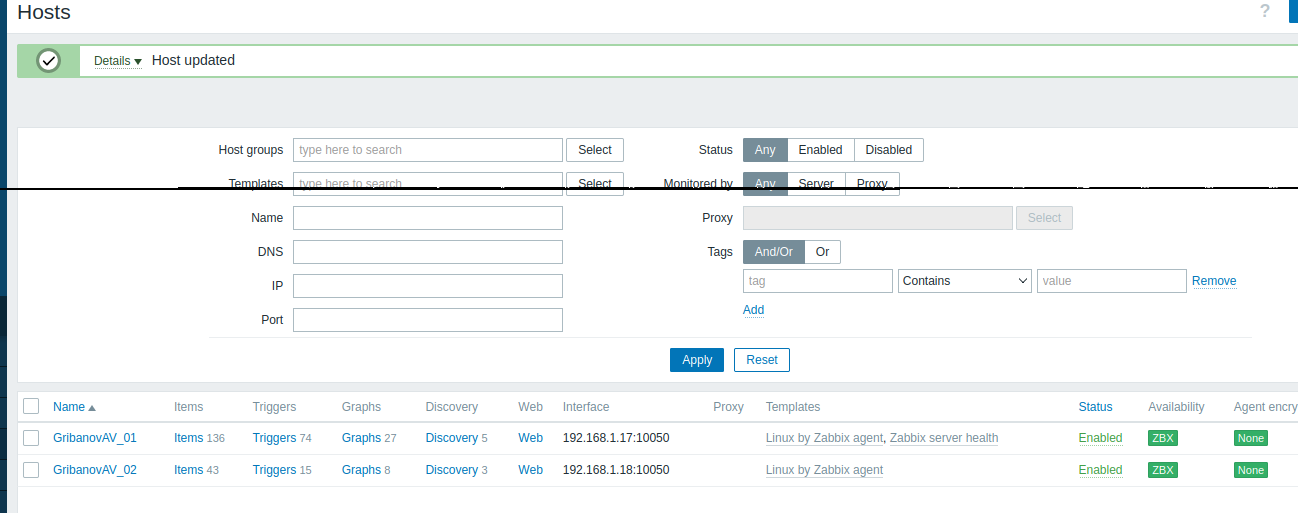 Hosts ?
Details Host updated
Host groups type here to search Select Status Any Enabled Disabled
Templates type here to search Select Monitored by Any Server Proxy
Name Proxy Select
DNS Tags And/Or Or
IP tag Contains value Remove
Add
Port
Apply Reset
Name Items Triggers Graphs Discovery Web Interface Proxy Templates Status Availability Agent encry
GribanovAV_01 Items 136 Triggers 74 Graphs 27 Discovery 5 Web 192.168.1.17:10050 Linux by Zabbix agent, Zabbix server health Enabled ZBX None
GribanovAV_02 Items 43 Triggers 15 Graphs 8 Discovery 3 Web 192.168.1.18:10050 Linux by Zabbix agent Enabled ZBX None